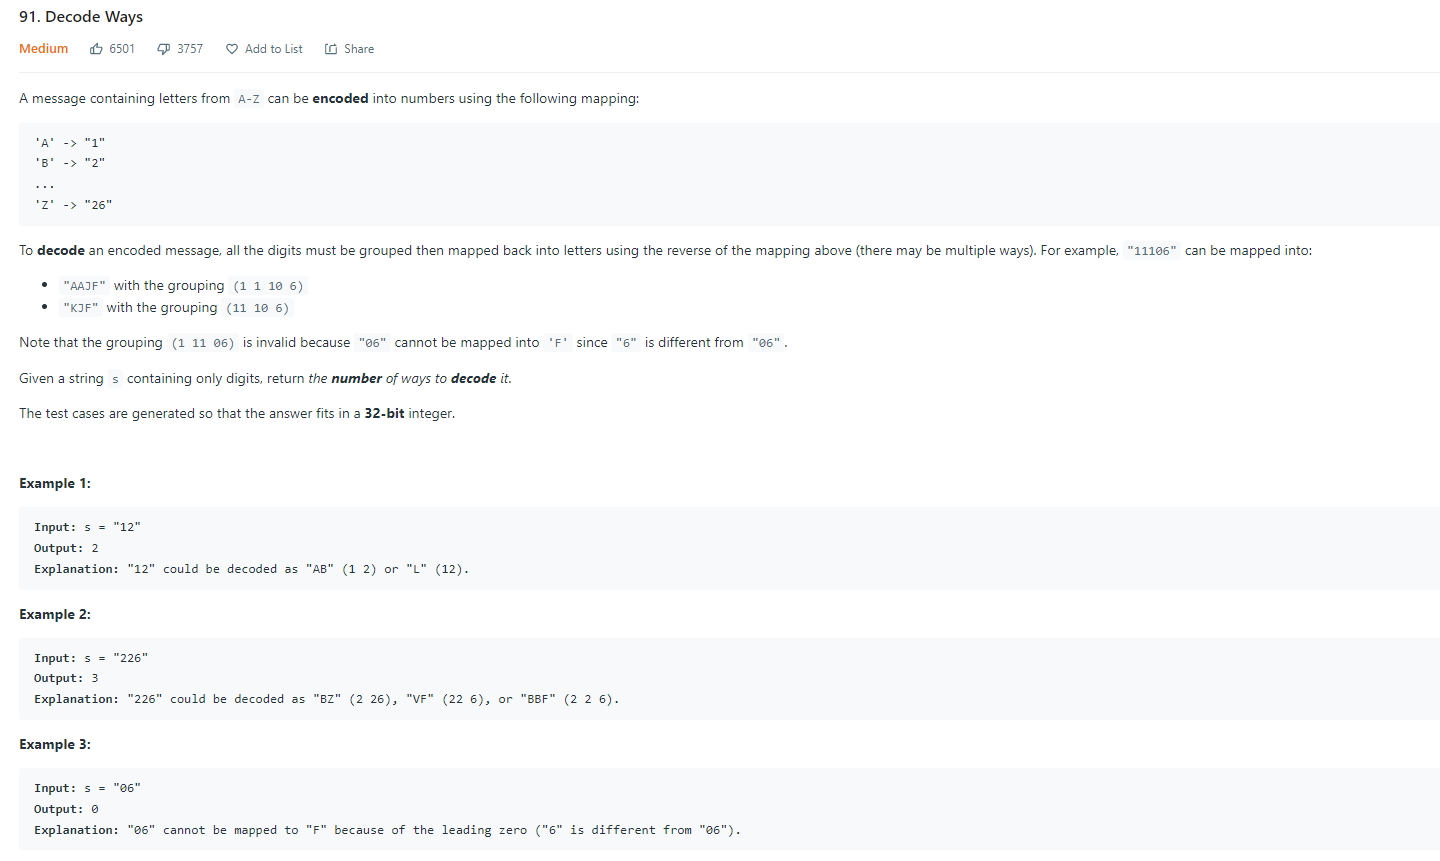 91. Decode Ways
Medium 6501 3757 Add to List Share
A message containing letters from A-Z can be encoded into numbers using the following mapping:
'A' -> "1"
'B' -> "2"
...
'Z' -> "26"
To decode an encoded message, all the digits must be grouped then mapped back into letters using the reverse of the mapping above (there may be multiple ways). For example, "11106" can be mapped into:
• "AAJF" with the grouping (1 1 10 6)
• "KJF" with the grouping (11 10 6)
Note that the grouping (1 11 06) is invalid because "06" cannot be mapped into 'F' since "6" is different from "06".
Given a string s containing only digits, return the number of ways to decode it.
The test cases are generated so that the answer fits in a 32-bit integer.
Example 1:
Input: s = "12"
Output: 2
Explanation: "12" could be decoded as "AB" (1 2) or "L" (12).
Example 2:
Input: s = "226"
Output: 3
Explanation: "226" could be decoded as "BZ" (2 26), "VF" (22 6), or "BBF" (2 2 6).
Example 3:
Input: s = "06"
Output: 0
Explanation: "06" cannot be mapped to "F" because of the leading zero ("6" is different from "06").